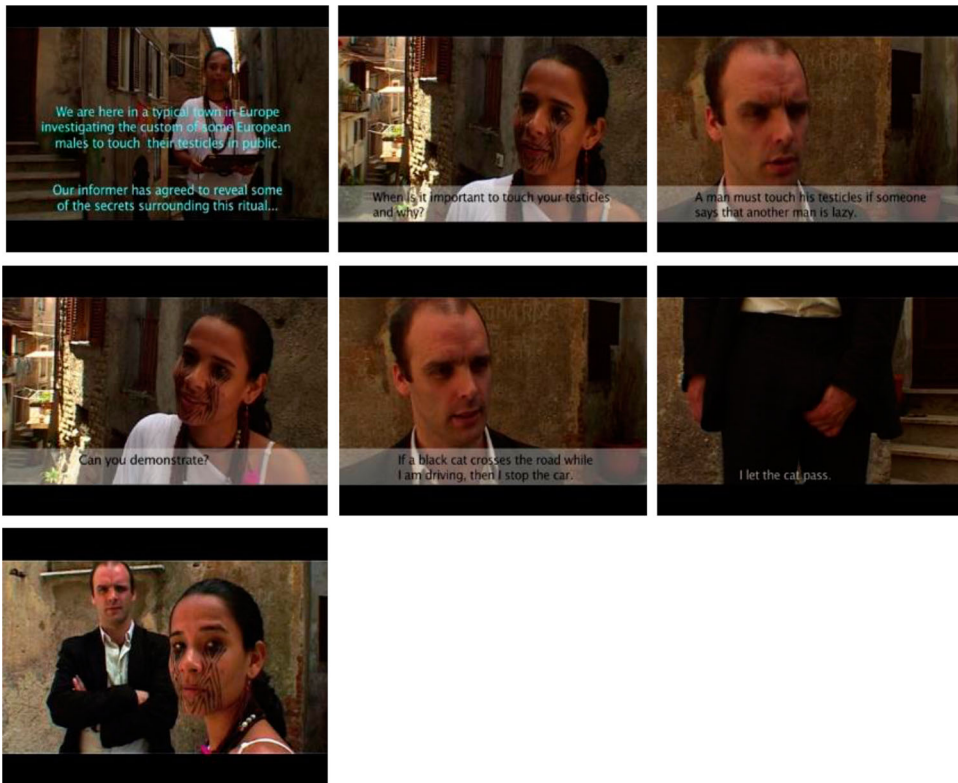 We are here in a typical town in Europe
investigating the custom of some European
males to touch their testicles in public.
Our informer has agreed to reveal some
of the secrets surrounding this ritual...
When is it important to touch your testicles
and why?
A man must touch his testicles if someone
says that another man is lazy.
Can you demonstrate?
If a black cat crosses the road while
I am driving, then I stop the car.
I let the cat pass.